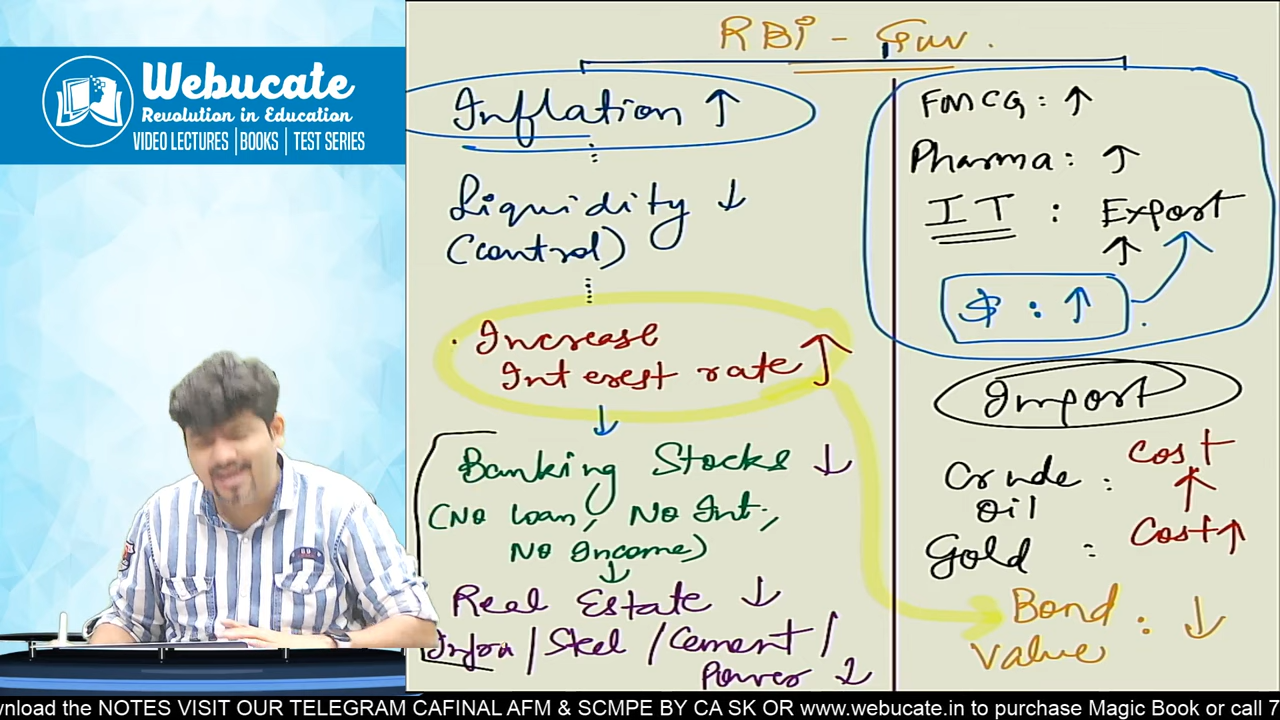 Webucate
Revolution in Education
VIDEO LECTURES | BOOKS | TEST SERIES
RBI - Guv.
Inflation ↑
Liquidity ↓
(control)
Increase
Interest rate ↑
↓
Banking Stocks ↓
(No Loan, No Int.,
No Income)
↓
Real Estate ↓
Infra / Steel / Cement /
Power ↓
FMCG : ↑
Pharma : ↑
IT : Export
↑
$ : ↑
Import
Crude : Cost
Oil ↑
Gold : Cost ↑
Bond : ↓
Value
wnload the NOTES VISIT OUR TELEGRAM CAFINAL AFM & SCMPE BY CA SK OR www.webucate.in to purchase Magic Book or call 7